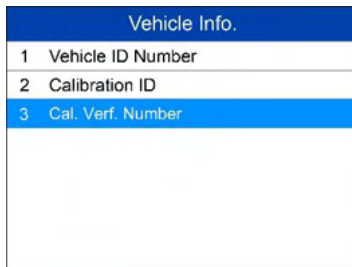 Vehicle Info.
1 Vehicle ID Number
2 Calibration ID
3 Cal. Verf. Number